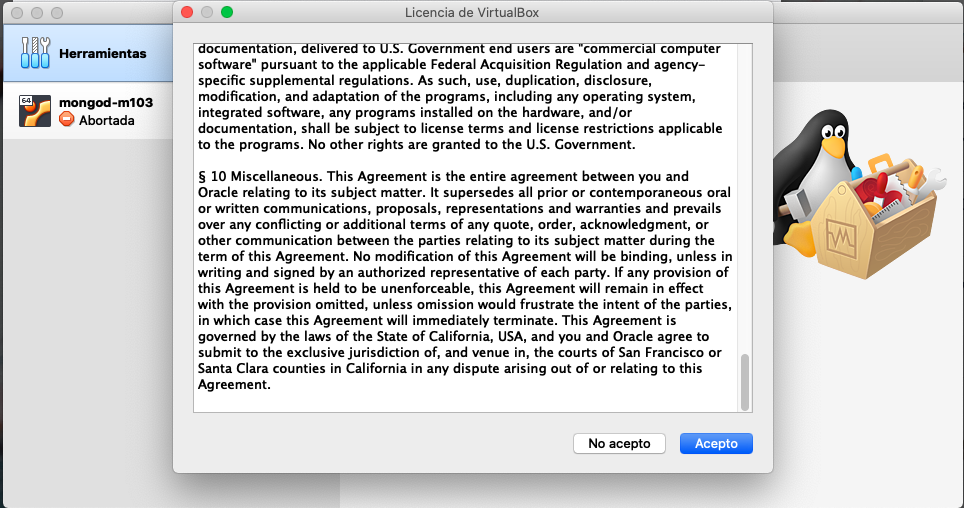 Licencia de VirtualBox
Herramientas
64
mongod-m103
Abortada
documentation, delivered to U.S. Government end users are "commercial computer
software" pursuant to the applicable Federal Acquisition Regulation and agency-
specific supplemental regulations. As such, use, duplication, disclosure,
modification, and adaptation of the programs, including any operating system,
integrated software, any programs installed on the hardware, and/or
documentation, shall be subject to license terms and license restrictions applicable
to the programs. No other rights are granted to the U.S. Government.
§ 10 Miscellaneous. This Agreement is the entire agreement between you and
Oracle relating to its subject matter. It supersedes all prior or contemporaneous oral
or written communications, proposals, representations and warranties and prevails
over any conflicting or additional terms of any quote, order, acknowledgment, or
other communication between the parties relating to its subject matter during the
term of this Agreement. No modification of this Agreement will be binding, unless in
writing and signed by an authorized representative of each party. If any provision of
this Agreement is held to be unenforceable, this Agreement will remain in effect
with the provision omitted, unless omission would frustrate the intent of the parties,
in which case this Agreement will immediately terminate. This Agreement is
governed by the laws of the State of California, USA, and you and Oracle agree to
submit to the exclusive jurisdiction of, and venue in, the courts of San Francisco or
Santa Clara counties in California in any dispute arising out of or relating to this
Agreement.
No acepto
Acepto